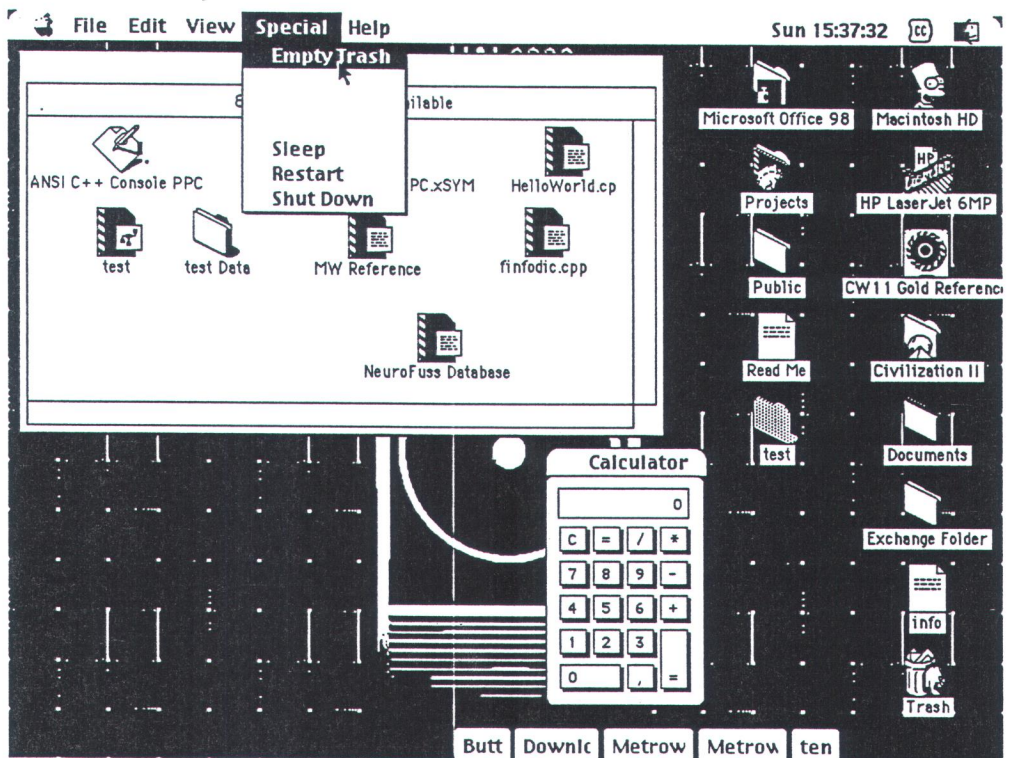 File Edit View Special Help Sun 15:37:32
Empty Trash
Sleep
Restart
Shut Down
ilable
ANSI C++ Console PPC
PC.xSYM
HelloWorld.cp
test
test Data
MW Reference
finfodic.cpp
NeuroFuss Database
Microsoft Office 98
Macintosh HD
Projects
HP LaserJet 6MP
Public
CW11 Gold Reference
Read Me
Civilization II
test
Documents
Exchange Folder
info
Trash
Calculator
0
C = / *
7 8 9 -
4 5 6 +
1 2 3
0 , =
Butt Downlc Metrow Metrow ten